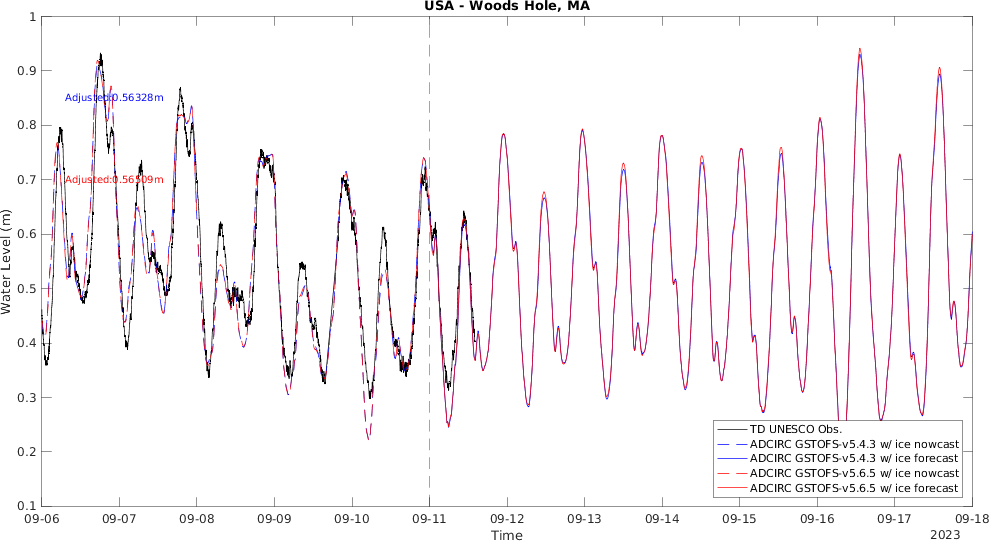 USA - Woods Hole, MA
Water Level (m)
1
0.9
0.8
0.7
0.6
0.5
0.4
0.3
0.2
0.1
Adjusted:0.56328m
Adjusted:0.56509m
TD UNESCO Obs.
ADCIRC GSTOFS-v5.4.3 w/ ice nowcast
ADCIRC GSTOFS-v5.4.3 w/ ice forecast
ADCIRC GSTOFS-v5.6.5 w/ ice nowcast
ADCIRC GSTOFS-v5.6.5 w/ ice forecast
09-06 09-07 09-08 09-09 09-10 09-11 09-12 09-13 09-14 09-15 09-16 09-17 09-18
Time
2023